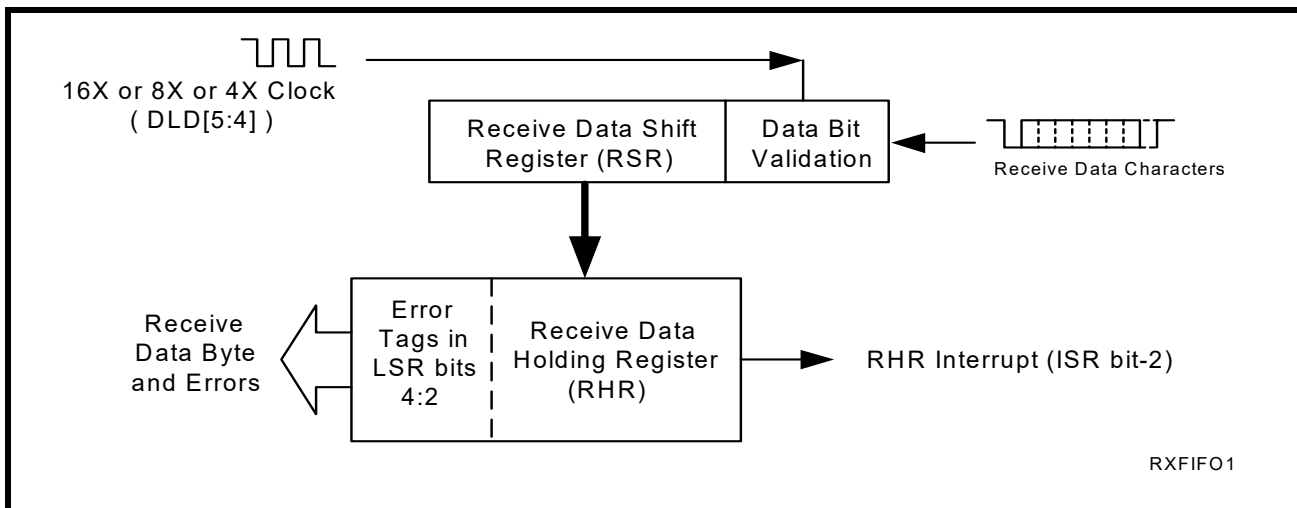 16X or 8X or 4X Clock
( DLD[5:4] )
Receive Data Shift
Register (RSR)
Data Bit
Validation
Receive Data Characters
Receive
Data Byte
and Errors
Error
Tags in
LSR bits
4:2
Receive Data
Holding Register
(RHR)
RHR Interrupt (ISR bit-2)
RXFIFO1